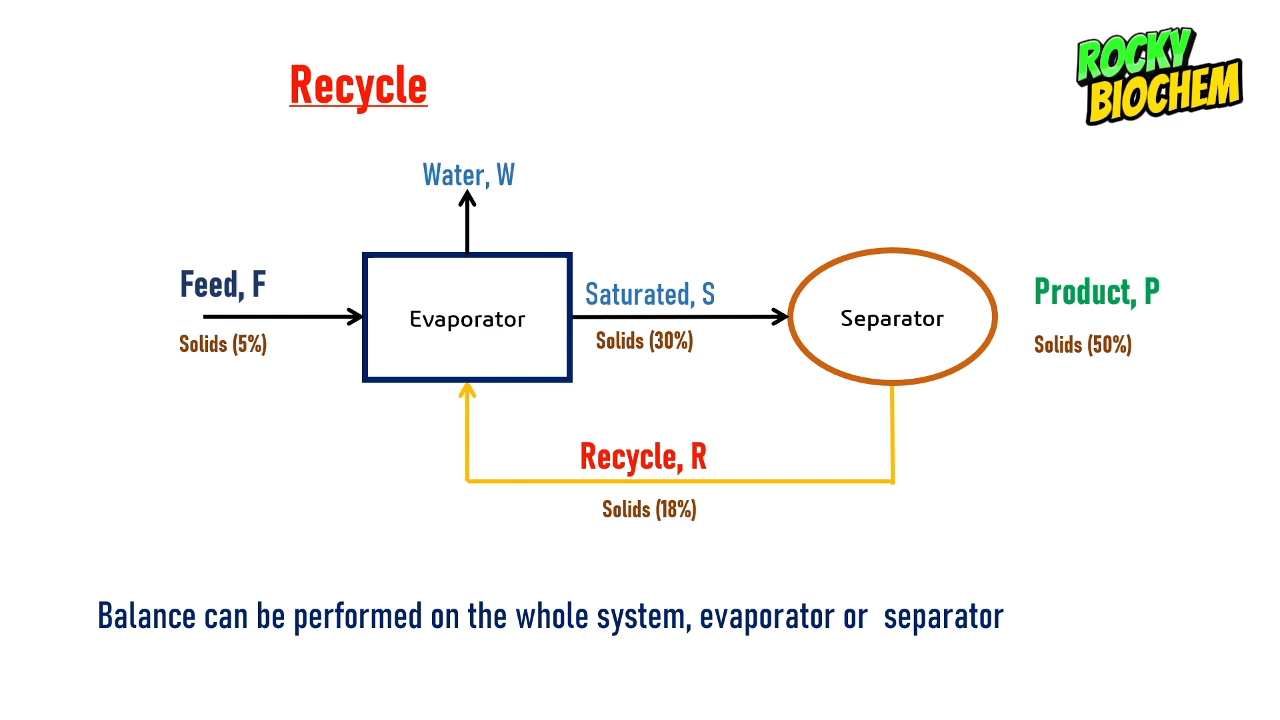 Recycle
ROCKY
BIOCHEM
Water, W
Feed, F
Solids (5%)
Evaporator
Saturated, S
Solids (30%)
Separator
Product, P
Solids (50%)
Recycle, R
Solids (18%)
Balance can be performed on the whole system, evaporator or separator